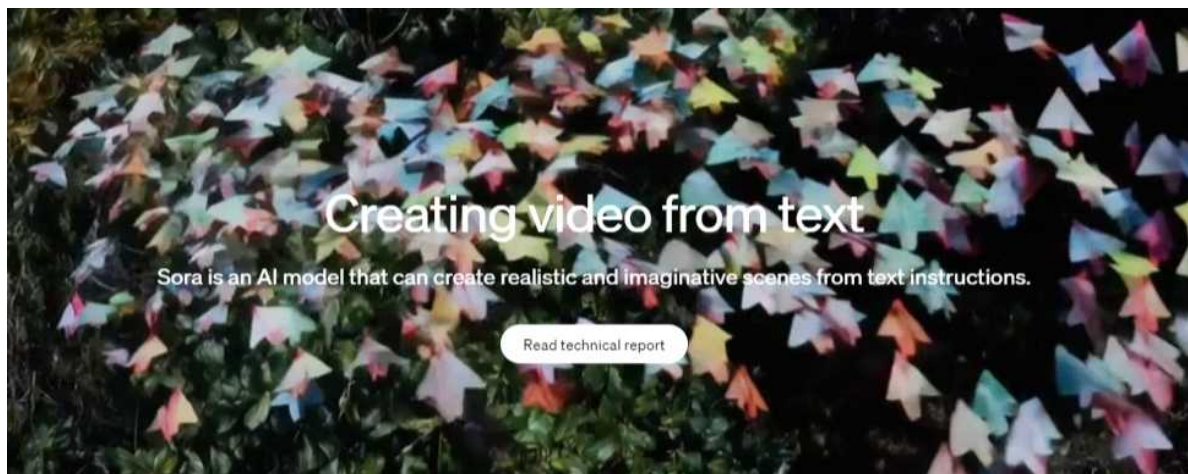 Creating video from text
Sora is an AI model that can create realistic and imaginative scenes from text instructions.
Read technical report